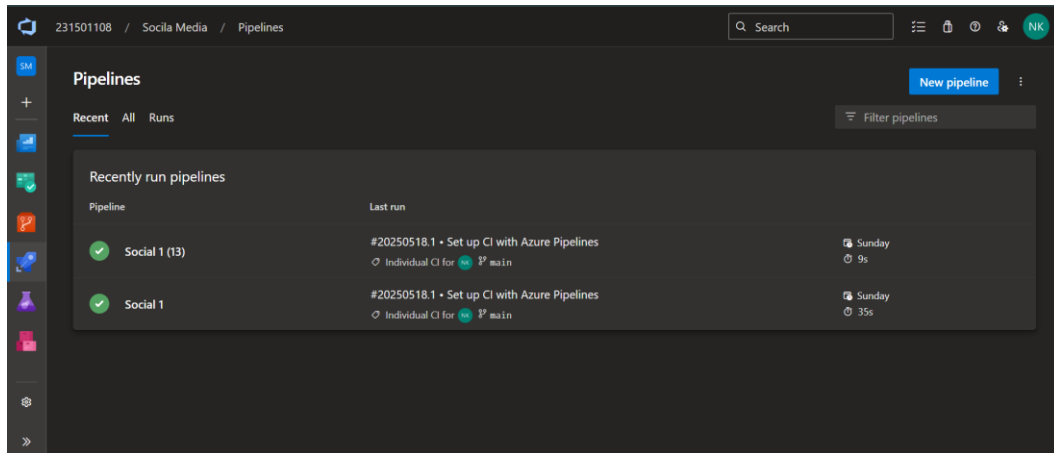 231501108 / Socila Media / Pipelines
Search
NK
SM
Pipelines
New pipeline
Recent All Runs
Filter pipelines
Recently run pipelines
Pipeline Last run
Social 1 (13)
#20250518.1 • Set up CI with Azure Pipelines
Individual CI for NK main
Sunday
9s
Social 1
#20250518.1 • Set up CI with Azure Pipelines
Individual CI for NK main
Sunday
35s